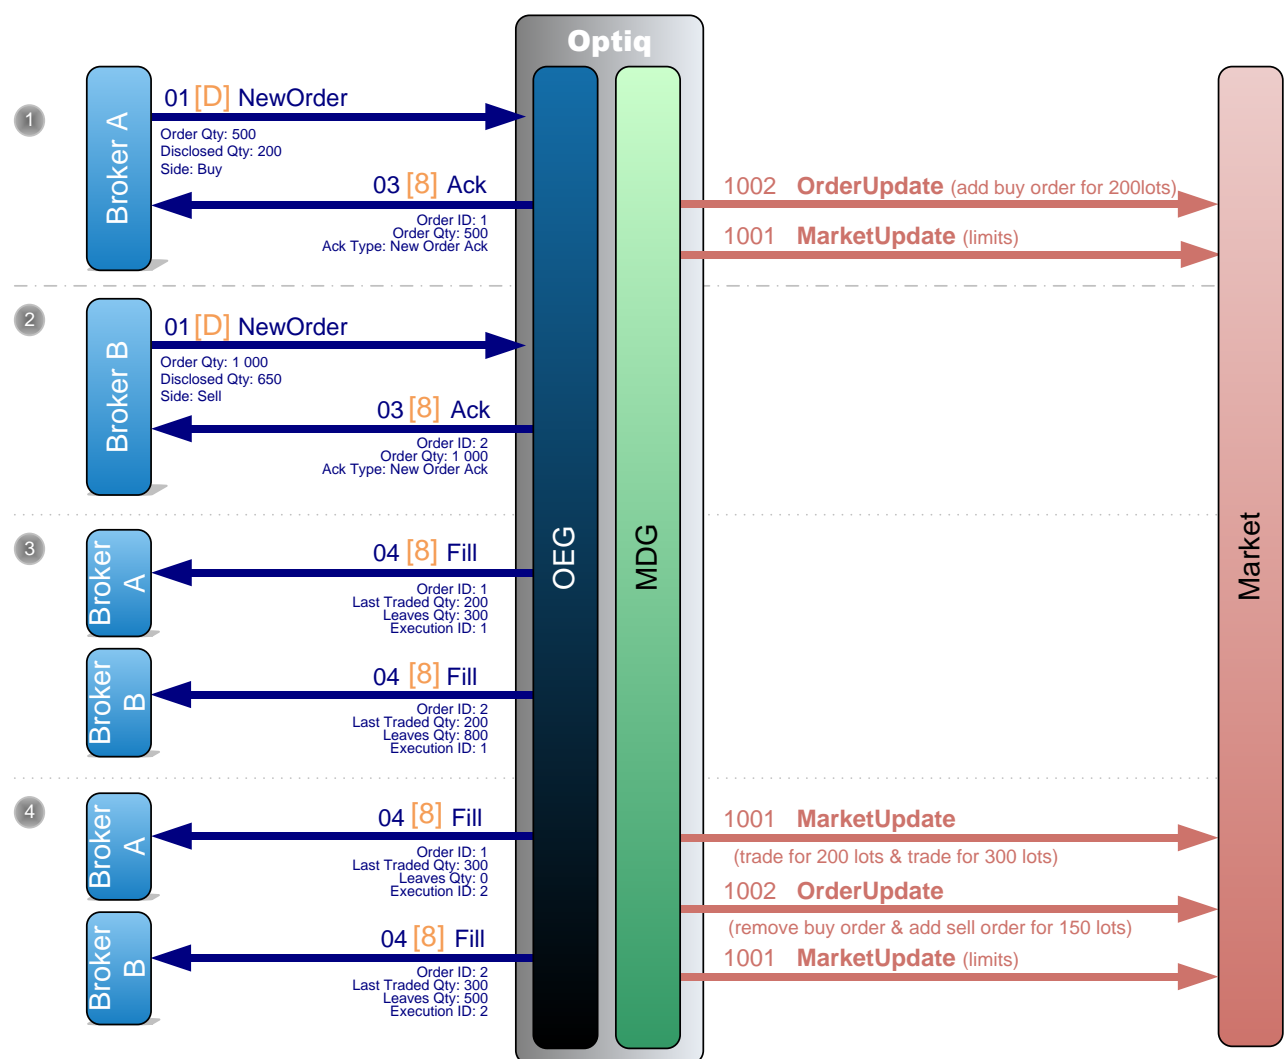 Optiq
OEG
MDG
Market
1
Broker A
01 [D] NewOrder
Order Qty: 500
Disclosed Qty: 200
Side: Buy
03 [8] Ack
Order ID: 1
Order Qty: 500
Ack Type: New Order Ack
1002 OrderUpdate (add buy order for 200lots)
1001 MarketUpdate (limits)
2
Broker B
01 [D] NewOrder
Order Qty: 1 000
Disclosed Qty: 650
Side: Sell
03 [8] Ack
Order ID: 2
Order Qty: 1 000
Ack Type: New Order Ack
3
Broker
A
04 [8] Fill
Order ID: 1
Last Traded Qty: 200
Leaves Qty: 300
Execution ID: 1
Broker
B
04 [8] Fill
Order ID: 2
Last Traded Qty: 200
Leaves Qty: 800
Execution ID: 1
4
Broker
A
04 [8] Fill
Order ID: 1
Last Traded Qty: 300
Leaves Qty: 0
Execution ID: 2
1001 MarketUpdate
(trade for 200 lots & trade for 300 lots)
1002 OrderUpdate
(remove buy order & add sell order for 150 lots)
Broker
B
04 [8] Fill
Order ID: 2
Last Traded Qty: 300
Leaves Qty: 500
Execution ID: 2
1001 MarketUpdate (limits)